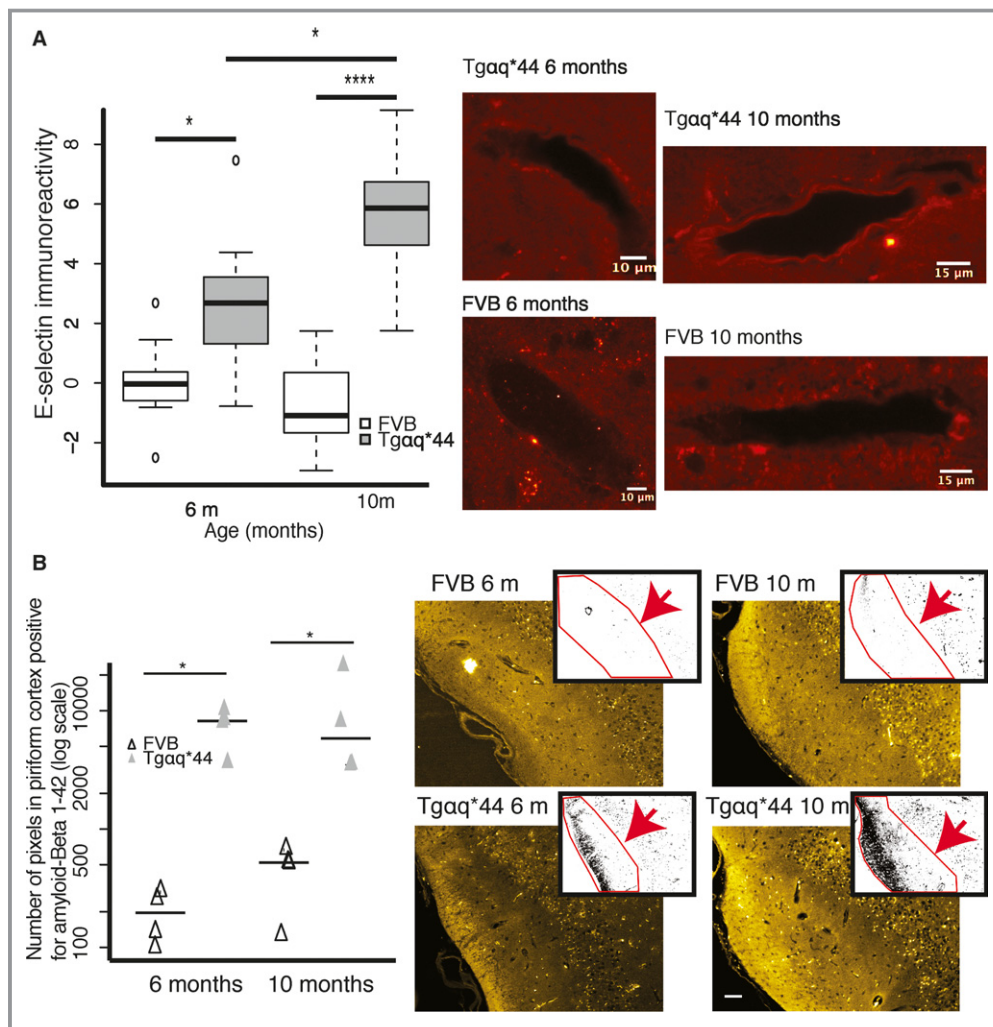 A
*
*
****
E-selectin immunoreactivity
8
6
4
2
0
−2
FVB
Tgαq*44
6 m
10m
Age (months)
Tgαq*44 6 months
10 µm
Tgαq*44 10 months
15 µm
FVB 6 months
10 µm
FVB 10 months
15 µm
B
Number of pixels in piriform cortex positive
for amyloid-Beta 1-42 (log scale)
*
*
10000
2000
500
100
FVB
Tgαq*44
6 months
10 months
FVB 6 m
FVB 10 m
Tgαq*44 6 m
Tgαq*44 10 m